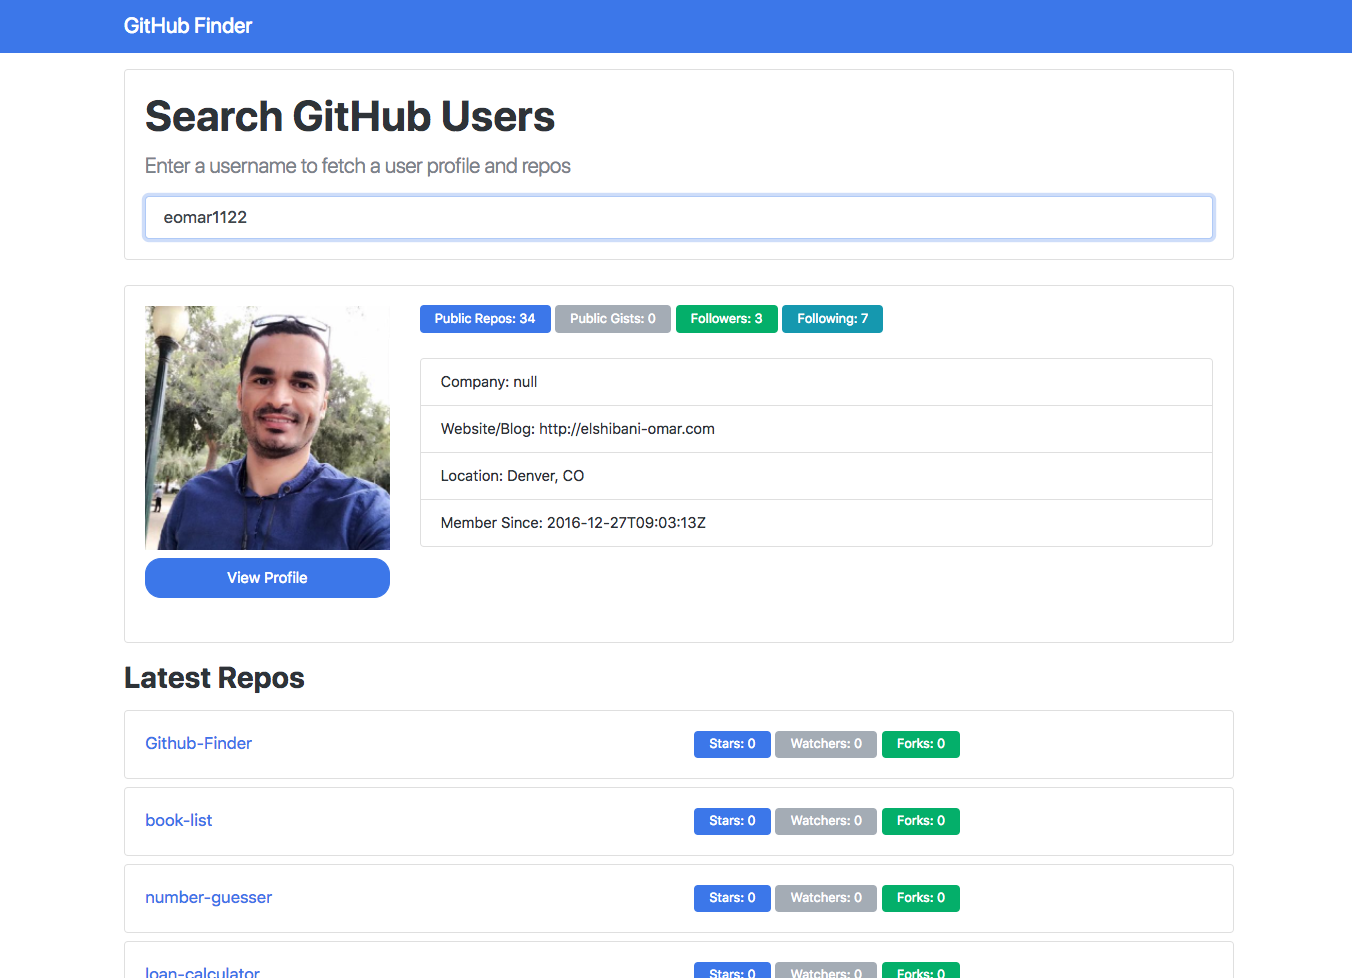 GitHub Finder
Search GitHub Users
Enter a username to fetch a user profile and repos
eomar1122
Public Repos: 34 Public Gists: 0 Followers: 3 Following: 7
Company: null
Website/Blog: http://elshibani-omar.com
Location: Denver, CO
Member Since: 2016-12-27T09:03:13Z
View Profile
Latest Repos
Github-Finder Stars: 0 Watchers: 0 Forks: 0
book-list Stars: 0 Watchers: 0 Forks: 0
number-guesser Stars: 0 Watchers: 0 Forks: 0
loan-calculator Stars: 0 Watchers: 0 Forks: 0